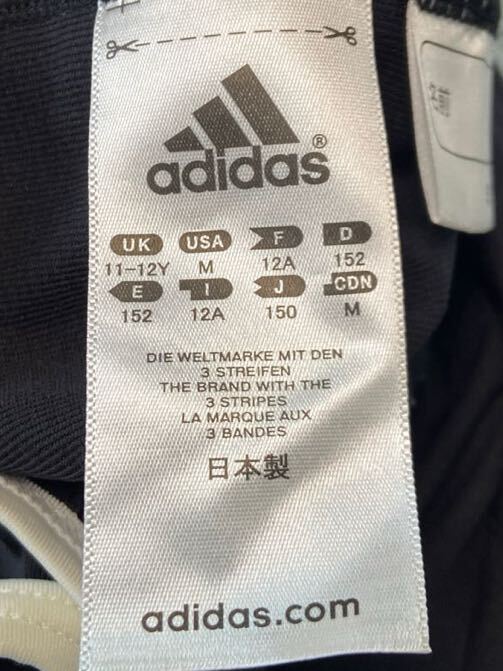 adidas®
UK USA F D
11-12Y M 12A 152
E I J CDN
152 12A 150 M
DIE WELTMARKE MIT DEN
3 STREIFEN
THE BRAND WITH THE
3 STRIPES
LA MARQUE AUX
3 BANDES
日本製
adidas.com